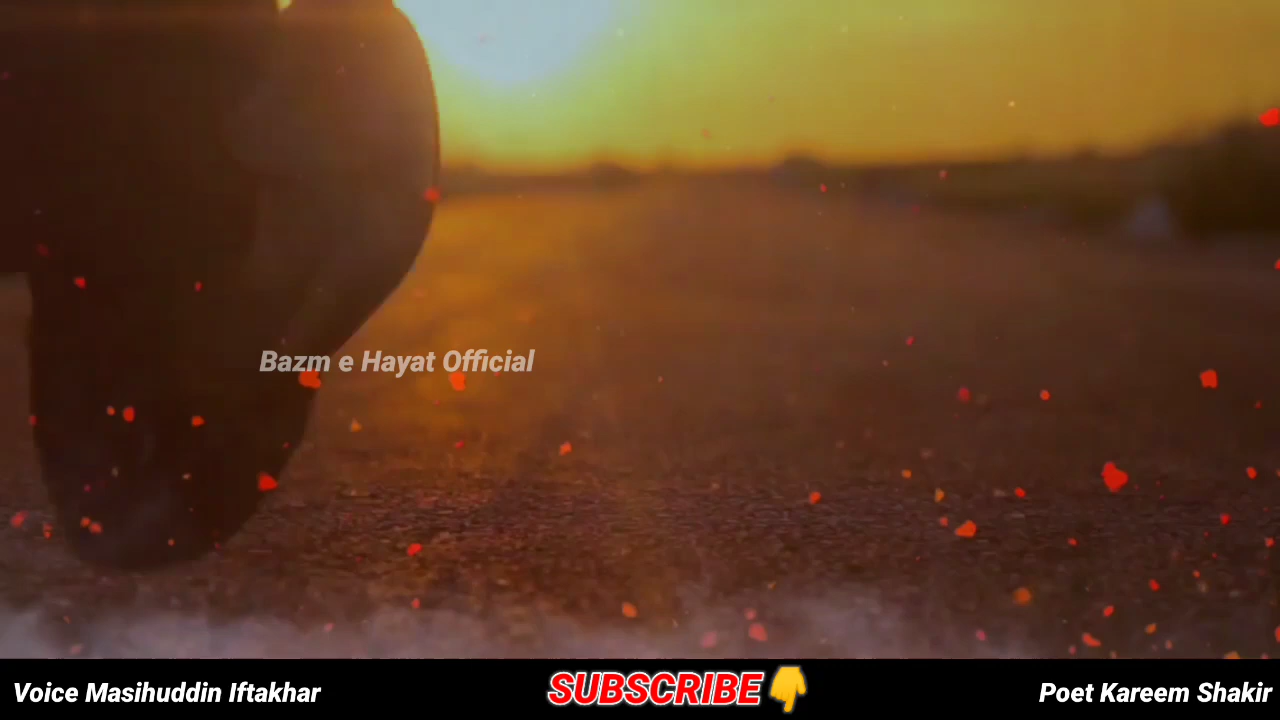 Bazm e Hayat Official
Voice Masihuddin Iftakhar
SUBSCRIBE👇
Poet Kareem Shakir